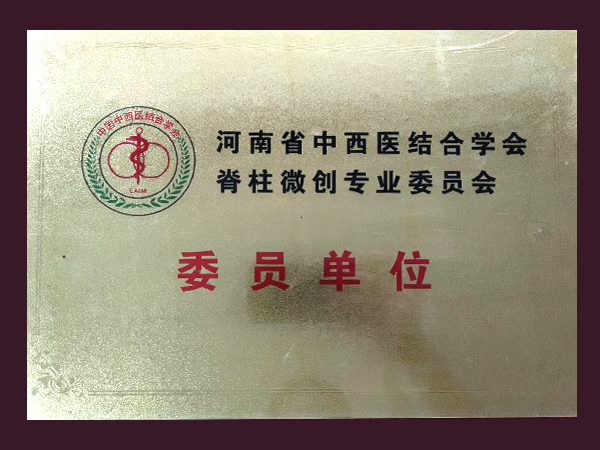 中国中西医结合学会
CAIM
河南省中西医结合学会
脊柱微创专业委员会
委员单位